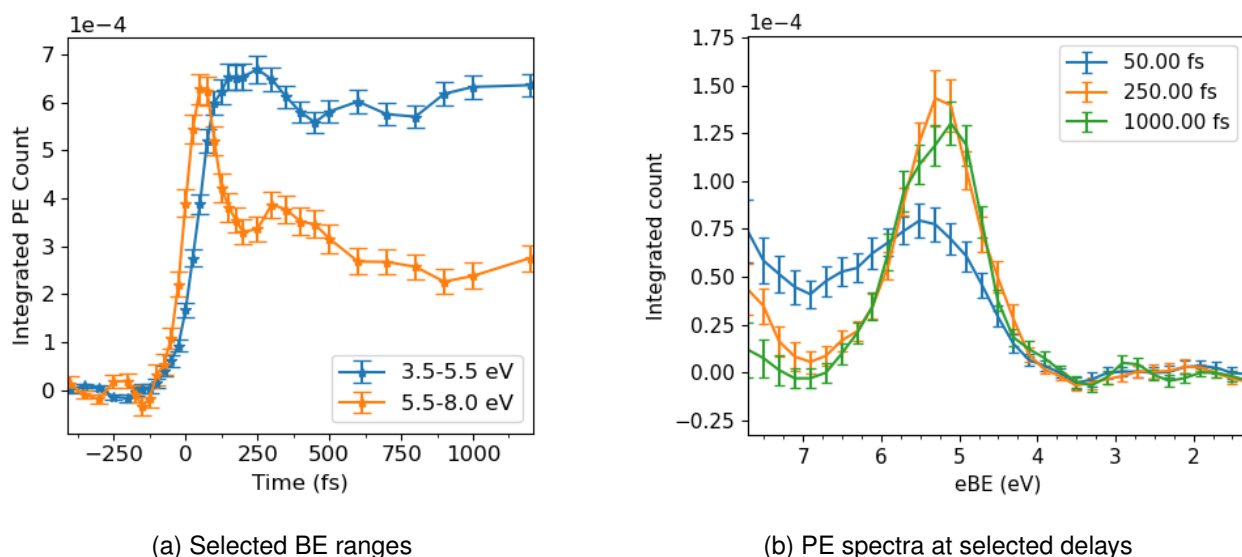 1e−4
Integrated PE Count
7
6
5
4
3
2
1
0
−250
0
250
500
750
1000
Time (fs)
3.5-5.5 eV
5.5-8.0 eV
(a) Selected BE ranges
1e−4
Integrated count
1.75
1.50
1.25
1.00
0.75
0.50
0.25
0.00
−0.25
7
6
5
4
3
2
eBE (eV)
50.00 fs
250.00 fs
1000.00 fs
(b) PE spectra at selected delays